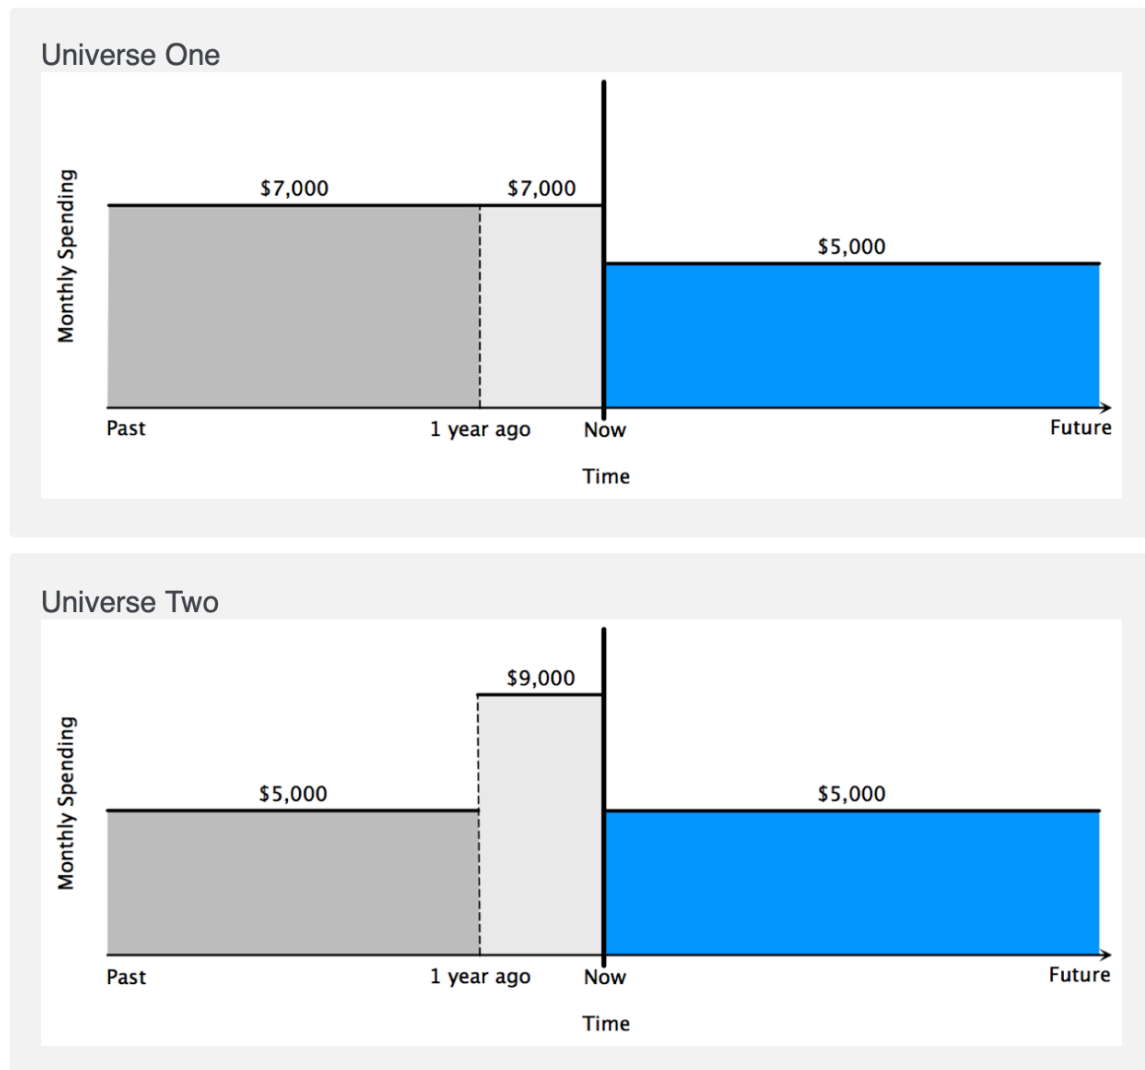 Universe One
Monthly Spending
$7,000 $7,000
$5,000
Past 1 year ago Now Future
Time
Universe Two
Monthly Spending
$9,000
$5,000 $5,000
Past 1 year ago Now Future
Time